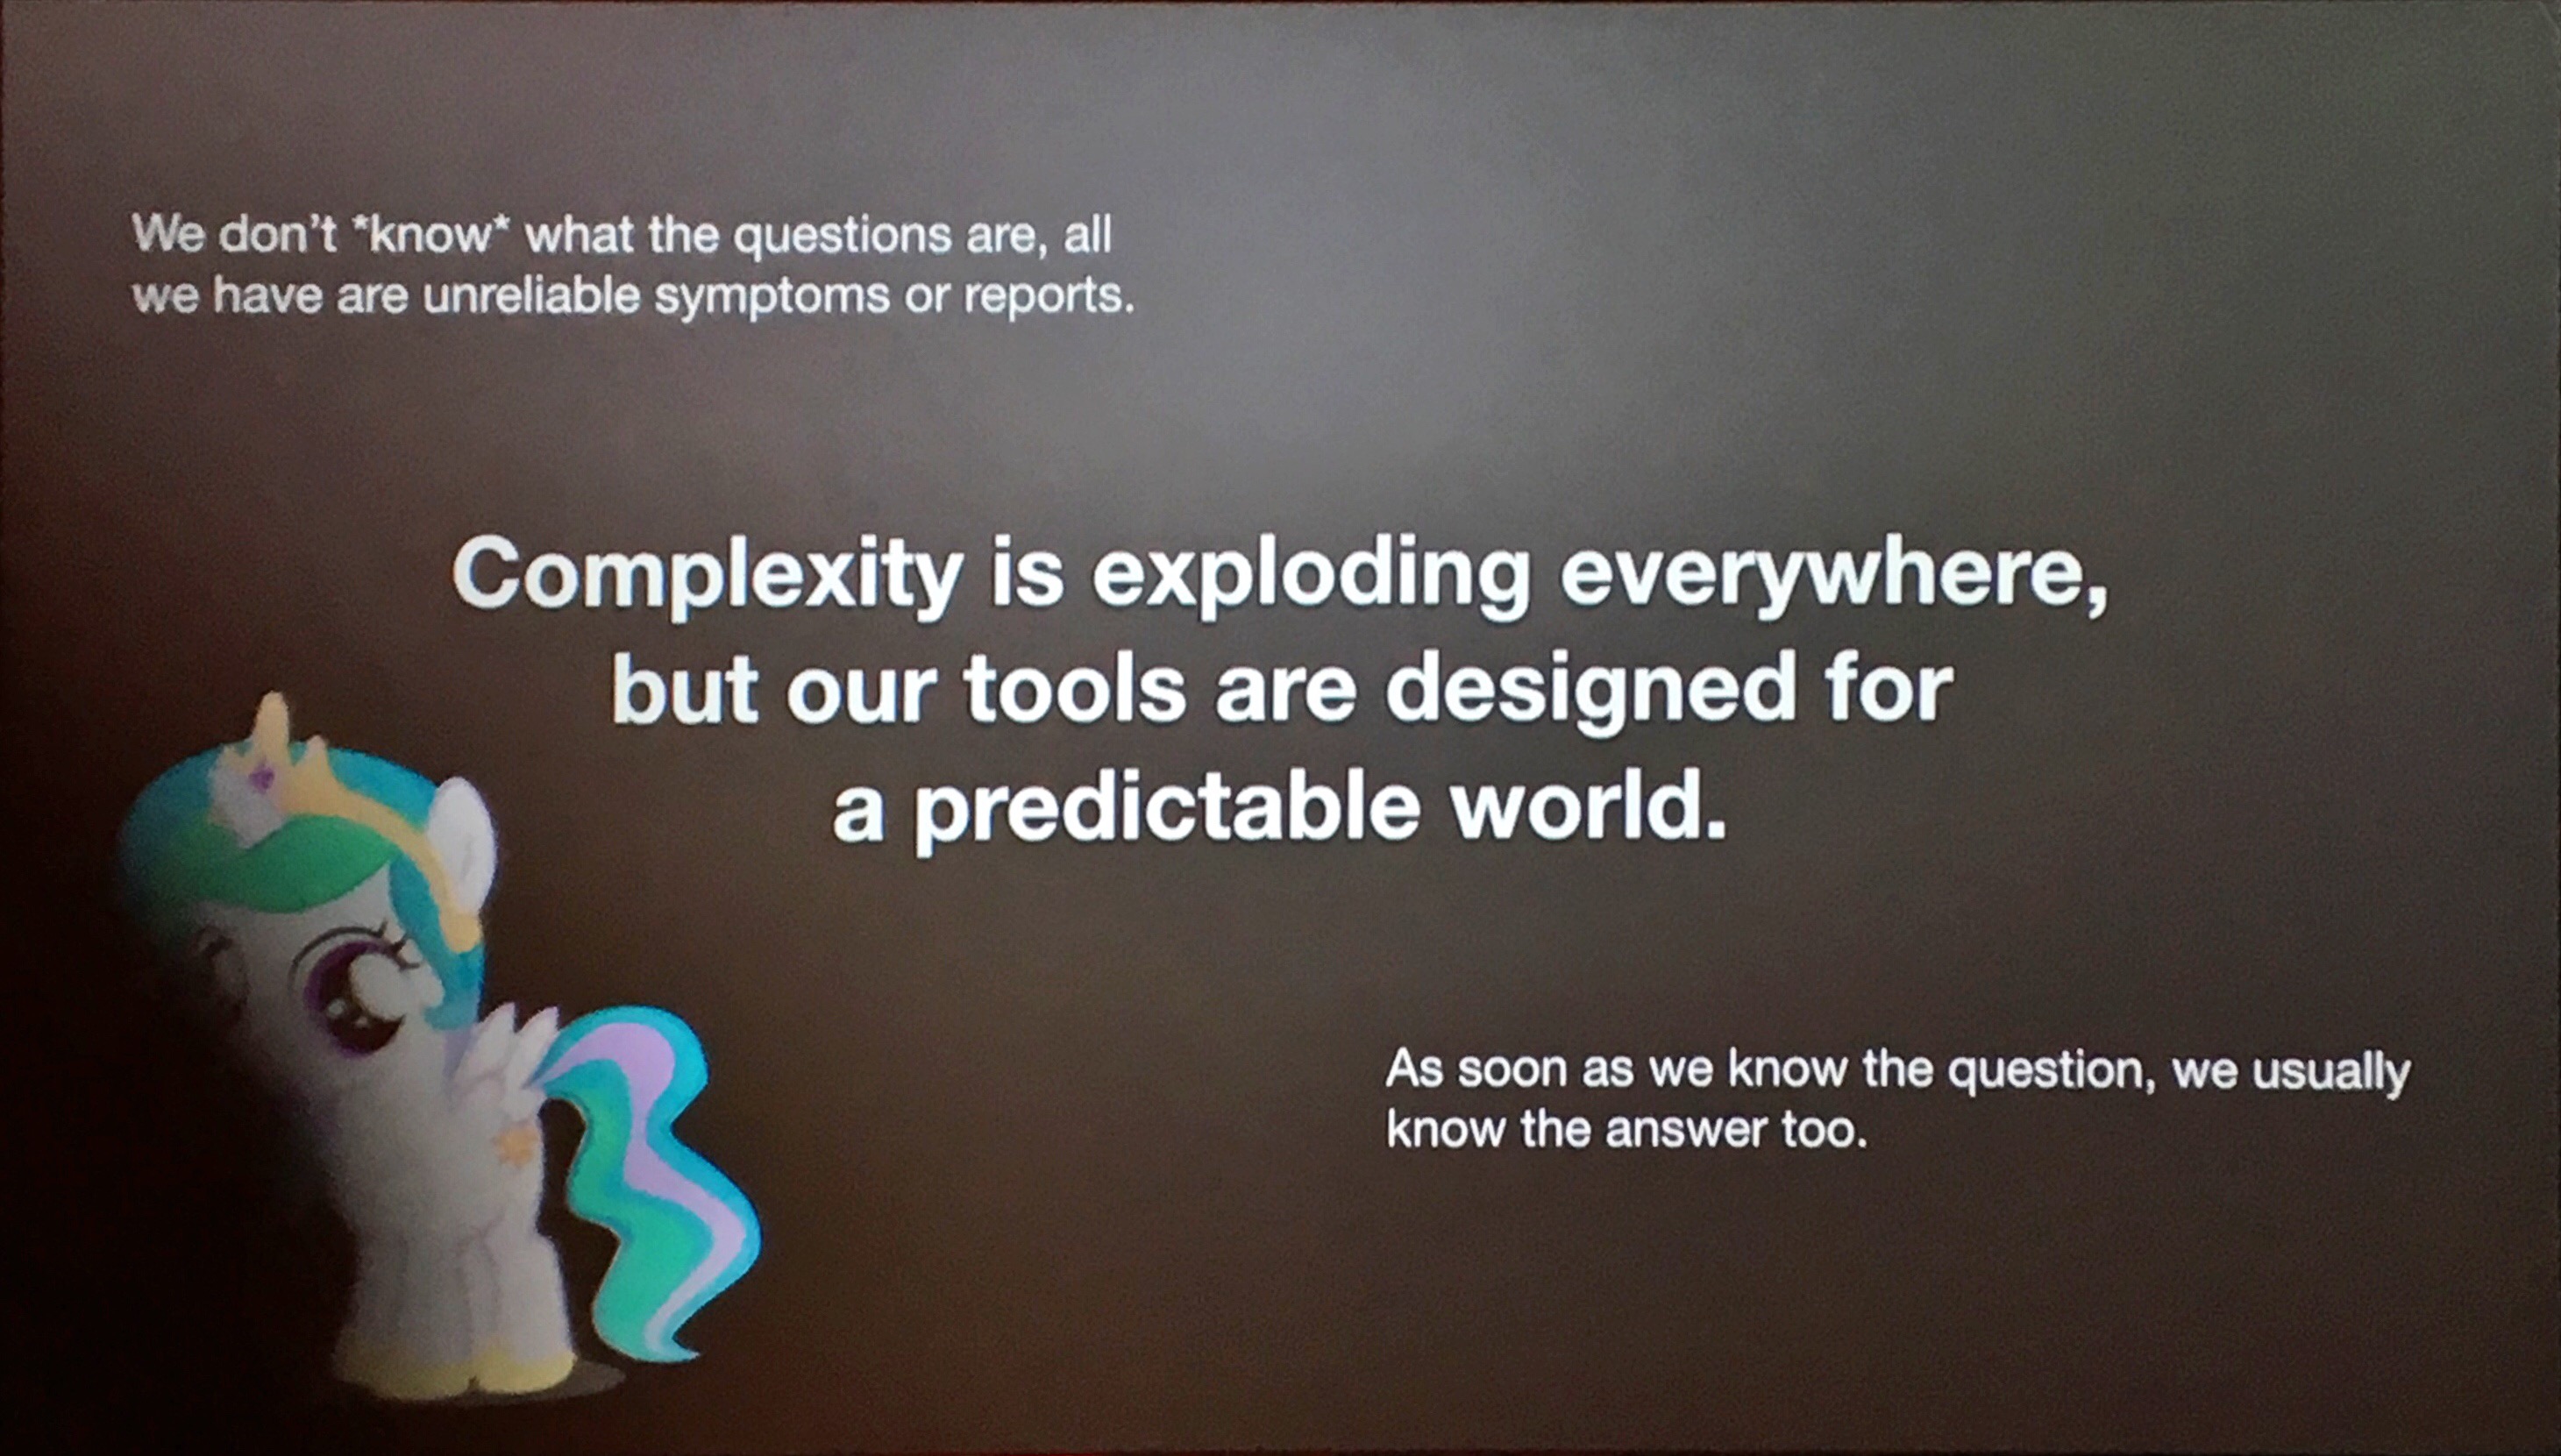 We don't *know* what the questions are, all
we have are unreliable symptoms or reports.
Complexity is exploding everywhere,
but our tools are designed for
a predictable world.
As soon as we know the question, we usually
know the answer too.